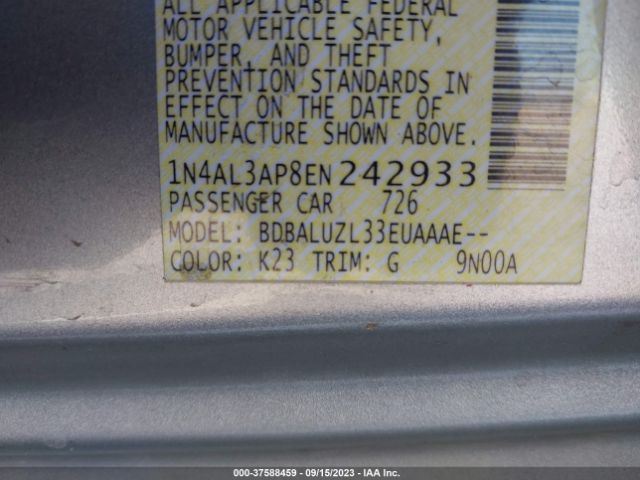 ALL APPLICABLE FEDERAL
MOTOR VEHICLE SAFETY,
BUMPER, AND THEFT
PREVENTION STANDARDS IN
EFFECT ON THE DATE OF
MANUFACTURE SHOWN ABOVE.
1N4AL3AP8EN242933
PASSENGER CAR 726
MODEL: BDBALUZL33EUAAAE--
COLOR: K23 TRIM: G 9N00A
000-37588459 - 09/15/2023 - IAA Inc.